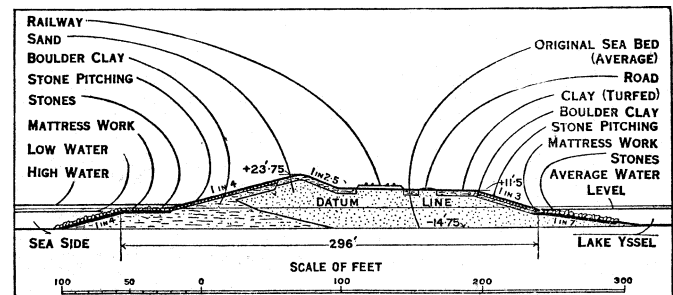 RAILWAY
SAND
BOULDER CLAY
STONE PITCHING
STONES
MATTRESS WORK
LOW WATER
HIGH WATER
SEA SIDE
ORIGINAL SEA BED
(AVERAGE)
ROAD
CLAY (TURFED)
BOULDER CLAY
STONE PITCHING
MATTRESS WORK
STONES
AVERAGE WATER
LEVEL
LAKE YSSEL
+23'.75
1 IN 2.5
1 IN 4
+11'.5
1 IN 3
DATUM LINE
-14'.75
1 IN 4
1 IN 7
296'
SCALE OF FEET
100 50 0 100 200 300